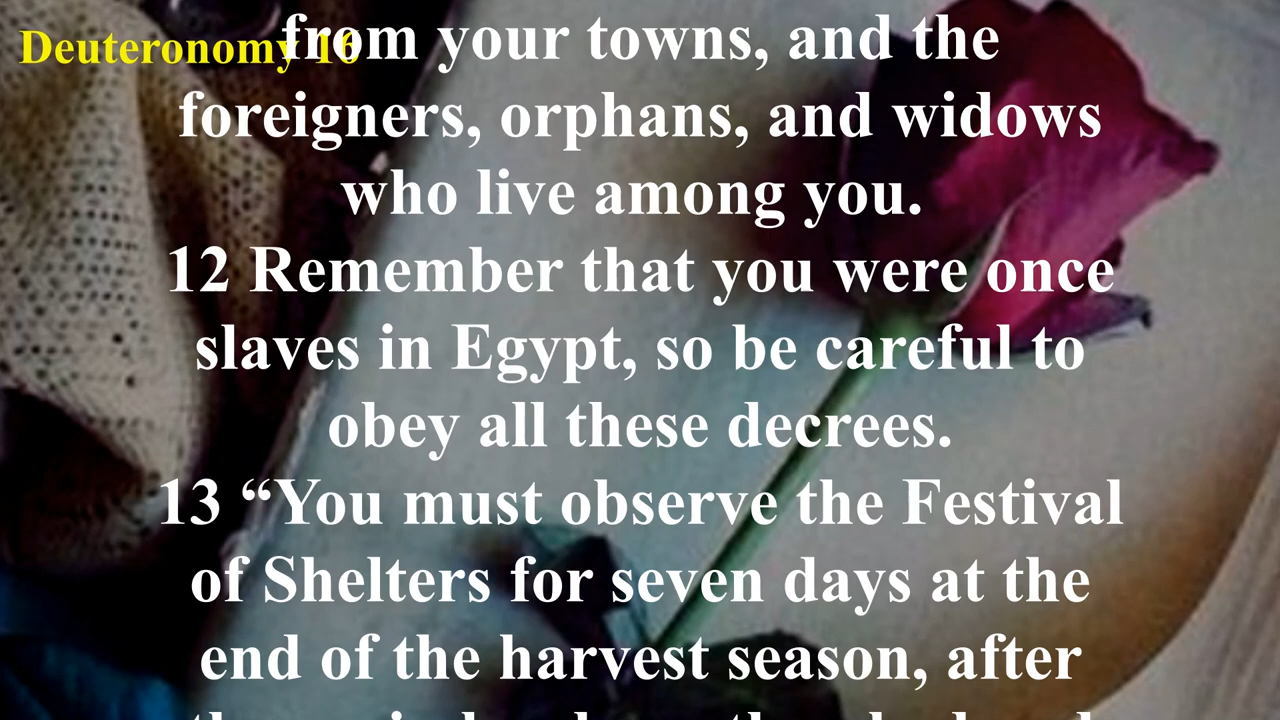 Deuteronomy 16
from your towns, and the
foreigners, orphans, and widows
who live among you.
12 Remember that you were once
slaves in Egypt, so be careful to
obey all these decrees.
13 “You must observe the Festival
of Shelters for seven days at the
end of the harvest season, after